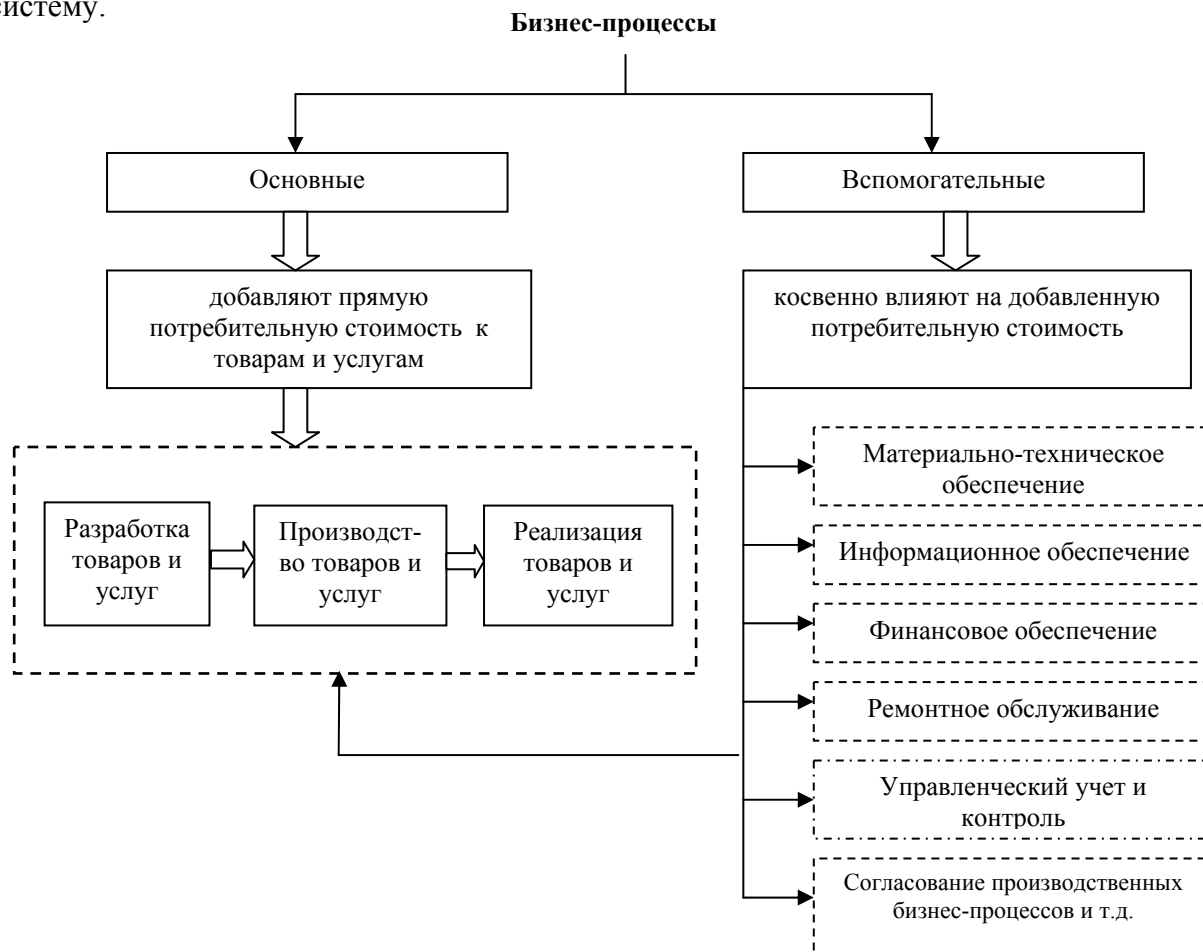 систему.
Бизнес-процессы
Основные
Вспомогательные
добавляют прямую
потребительную стоимость к
товарам и услугам
косвенно влияют на добавленную
потребительную стоимость
Разработка
товаров и
услуг
Производст-
во товаров и
услуг
Реализация
товаров и
услуг
Материально-техническое
обеспечение
Информационное обеспечение
Финансовое обеспечение
Ремонтное обслуживание
Управленческий учет и
контроль
Согласование производственных
бизнес-процессов и т.д.